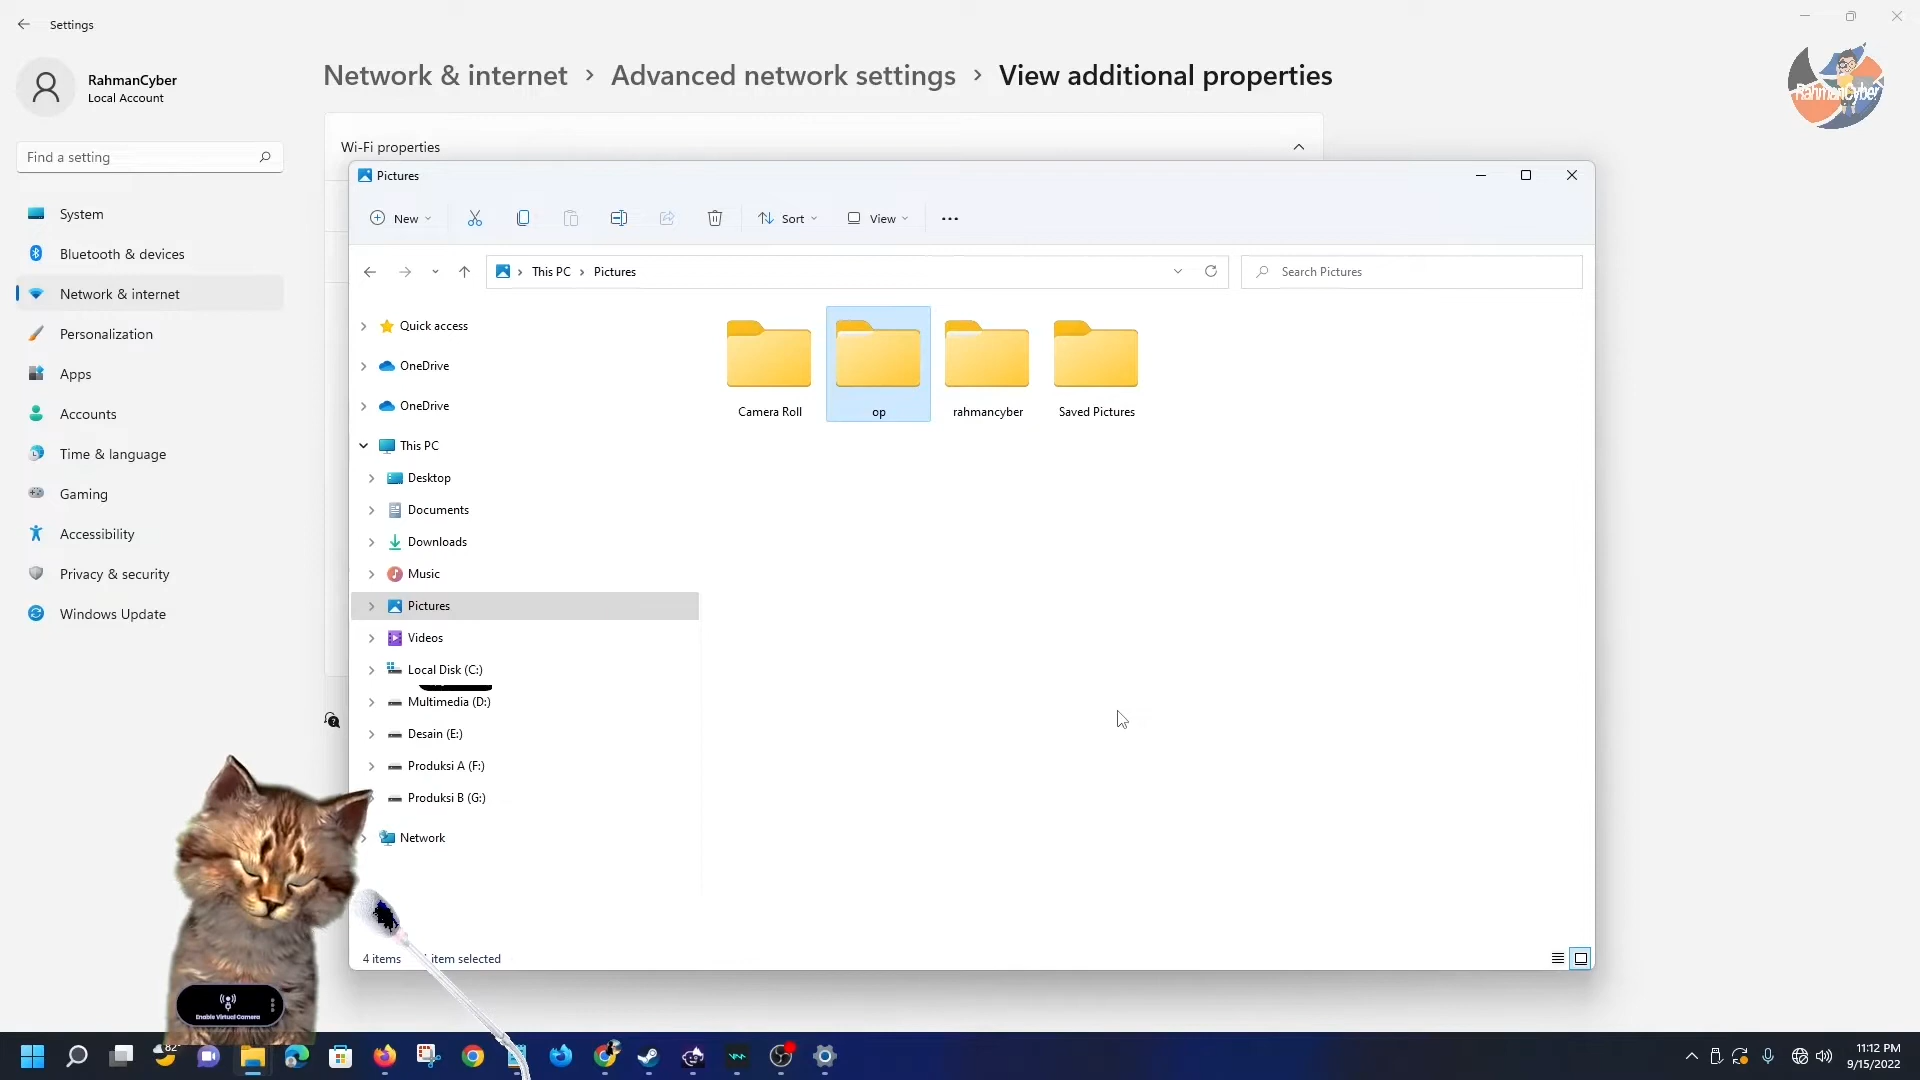 Settings
RahmanCyber
Local Account
Find a setting
System
Bluetooth & devices
Network & internet
Personalization
Apps
Accounts
Time & language
Gaming
Accessibility
Privacy & security
Windows Update
Network & internet › Advanced network settings › View additional properties
RahmanCyber
Wi-Fi properties
Pictures
New
Sort
View
This PC › Pictures
Search Pictures
Quick access
OneDrive
OneDrive
This PC
Desktop
Documents
Downloads
Music
Pictures
Videos
Local Disk (C:)
Multimedia (D:)
Desain (E:)
Produksi A (F:)
Produksi B (G:)
Network
Camera Roll
op
rahmancyber
Saved Pictures
4 items
item selected
Enable Virtual Camera
82°
11:12 PM
9/15/2022